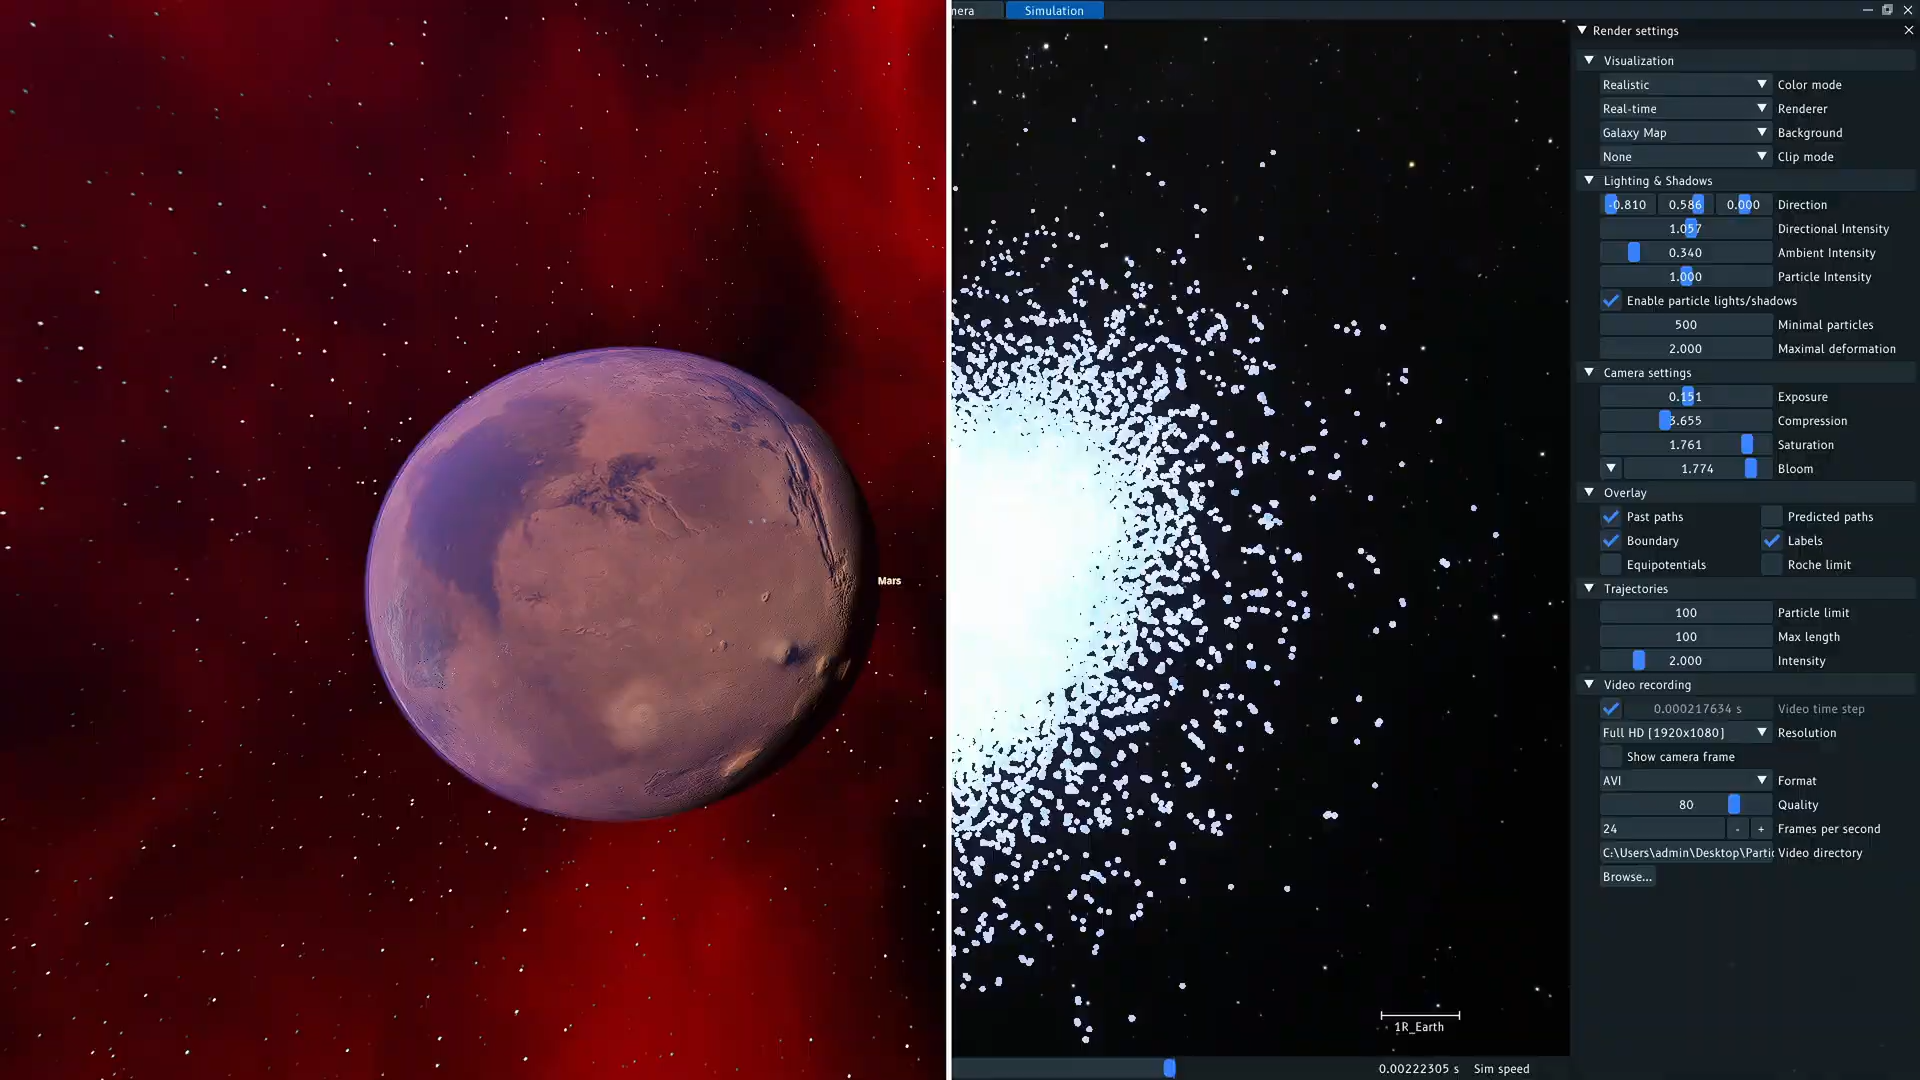 Mars
mera
Simulation
Render settings
Visualization
Realistic Color mode
Real-time Renderer
Galaxy Map Background
None Clip mode
Lighting & Shadows
-0.810 0.586 0.000 Direction
1.057 Directional Intensity
0.340 Ambient Intensity
1.000 Particle Intensity
Enable particle lights/shadows
500 Minimal particles
2.000 Maximal deformation
Camera settings
0.151 Exposure
3.655 Compression
1.761 Saturation
1.774 Bloom
Overlay
Past paths Predicted paths
Boundary Labels
Equipotentials Roche limit
Trajectories
100 Particle limit
100 Max length
2.000 Intensity
Video recording
0.000217634 s Video time step
Full HD [1920x1080] Resolution
Show camera frame
AVI Format
80 Quality
24 - + Frames per second
C:\Users\admin\Desktop\Partic Video directory
Browse...
1R_Earth
0.00222305 s Sim speed